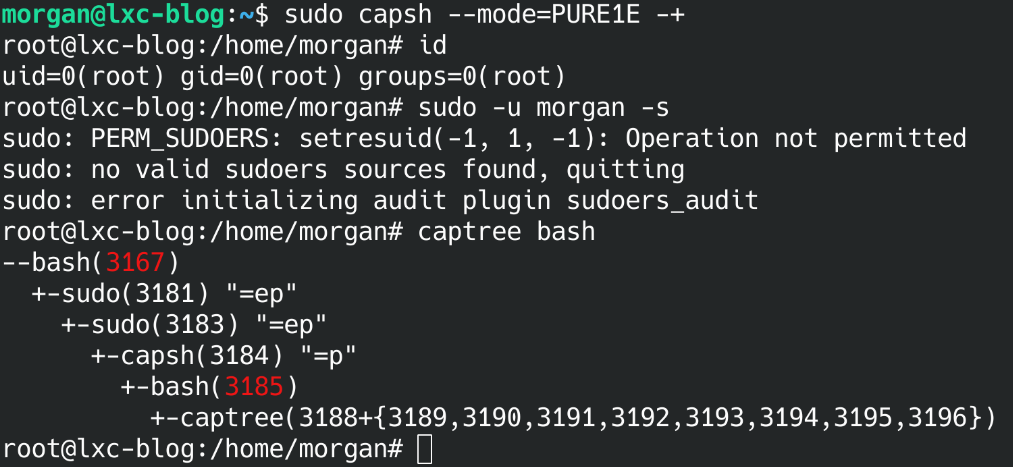 morgan@lxc-blog:~$ sudo capsh --mode=PURE1E -+
root@lxc-blog:/home/morgan# id
uid=0(root) gid=0(root) groups=0(root)
root@lxc-blog:/home/morgan# sudo -u morgan -s
sudo: PERM_SUDOERS: setresuid(-1, 1, -1): Operation not permitted
sudo: no valid sudoers sources found, quitting
sudo: error initializing audit plugin sudoers_audit
root@lxc-blog:/home/morgan# captree bash
--bash(3167)
  +-sudo(3181) "=ep"
    +-sudo(3183) "=ep"
      +-capsh(3184) "=p"
        +-bash(3185)
          +-captree(3188+{3189,3190,3191,3192,3193,3194,3195,3196})
root@lxc-blog:/home/morgan#